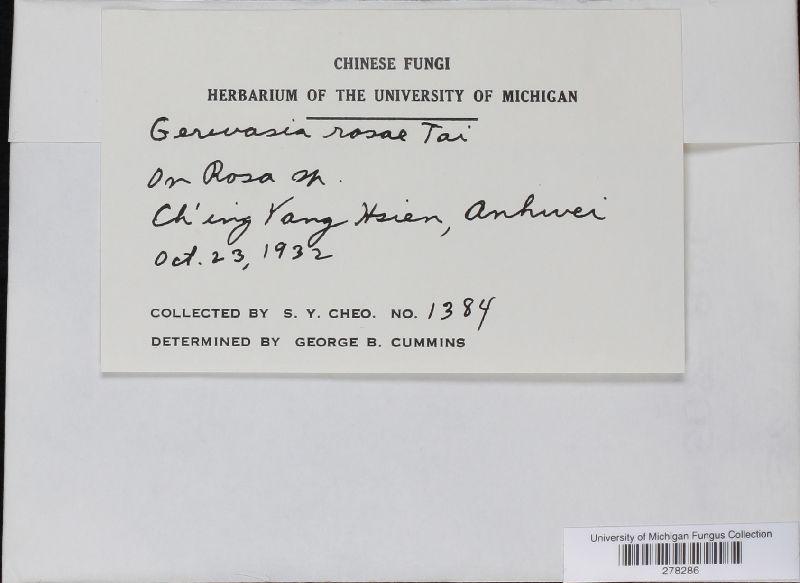 CHINESE FUNGI
HERBARIUM OF THE UNIVERSITY OF MICHIGAN
Gerwasia rosae Tai
On Rosa sp.
Ch'ing Yang Hsien, Anhwei
Oct. 23, 1932
COLLECTED BY S. Y. CHEO. NO. 1384
DETERMINED BY GEORGE B. CUMMINS
University of Michigan Fungus Collection
278286